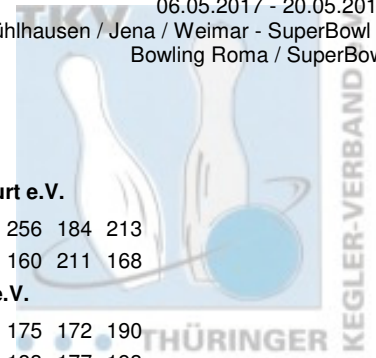 06.05.2017 - 20.05.201
ühlhausen / Jena / Weimar - SuperBowl
Bowling Roma / SuperBow
TKV
urt e.V.
256 184 213
160 211 168
e.V.
175 172 190
177
THÜRINGER
KEGLER-VERBAND